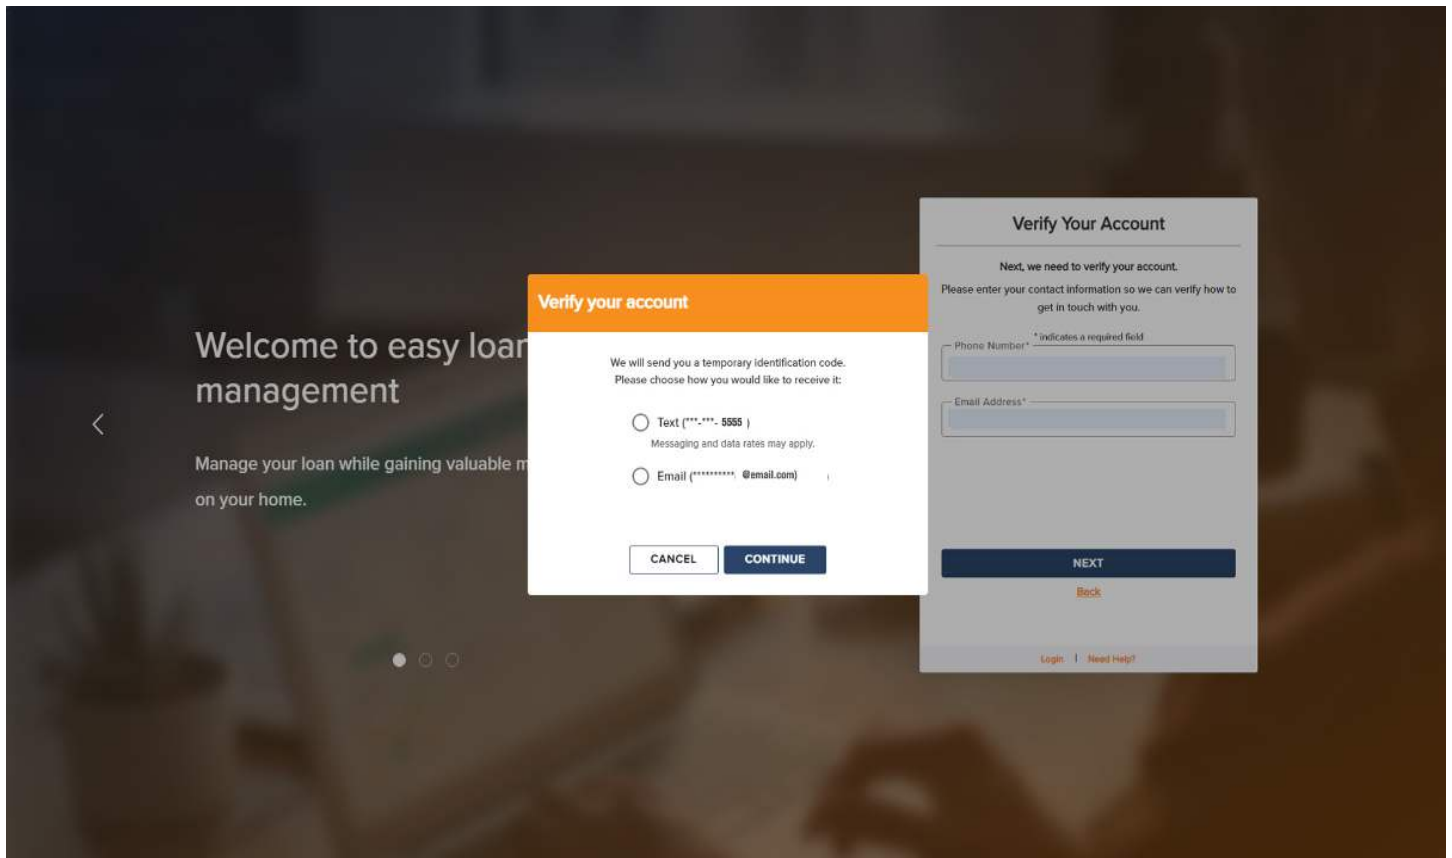 Welcome to easy loan
management
Manage your loan while gaining valuable m
on your home.
Verify your account
We will send you a temporary identification code.
Please choose how you would like to receive it:
Text (***-***- 5555 )
Messaging and data rates may apply.
Email (********** @email.com)
CANCEL
CONTINUE
Verify Your Account
Next, we need to verify your account.
Please enter your contact information so we can verify how to
get in touch with you.
* indicates a required field
Phone Number*
Email Address*
NEXT
Back
Login | Need Help?